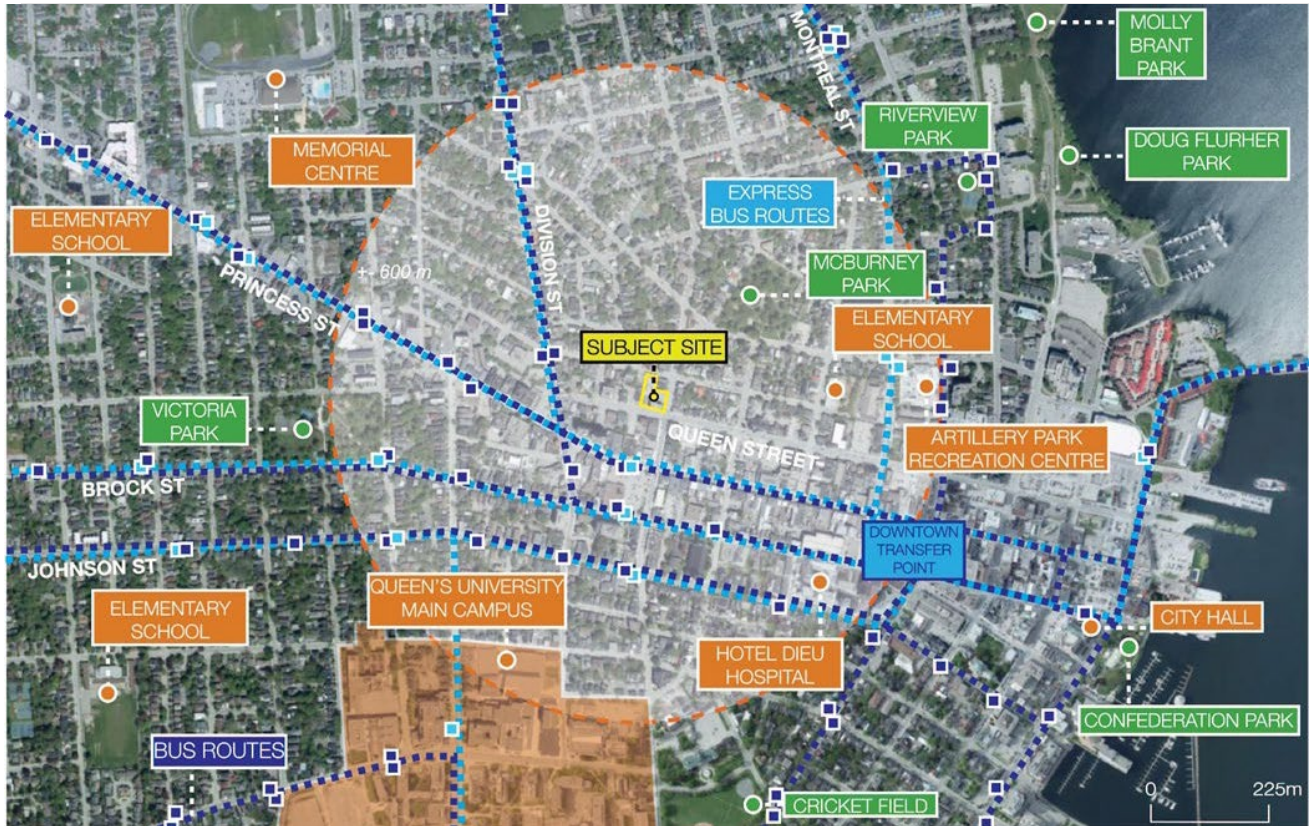 MOLLY
BRANT
PARK
MONTREAL ST
RIVERVIEW
PARK
MEMORIAL
CENTRE
DOUG FLURHER
PARK
EXPRESS
BUS ROUTES
ELEMENTARY
SCHOOL
DIVISION ST
+- 600 m
MCBURNEY
PARK
PRINCESS ST
ELEMENTARY
SCHOOL
SUBJECT SITE
VICTORIA
PARK
QUEEN STREET
ARTILLERY PARK
RECREATION CENTRE
BROCK ST
DOWNTOWN
TRANSFER
POINT
JOHNSON ST
QUEEN'S UNIVERSITY
MAIN CAMPUS
ELEMENTARY
SCHOOL
CITY HALL
HOTEL DIEU
HOSPITAL
CONFEDERATION PARK
BUS ROUTES
0 225m
CRICKET FIELD